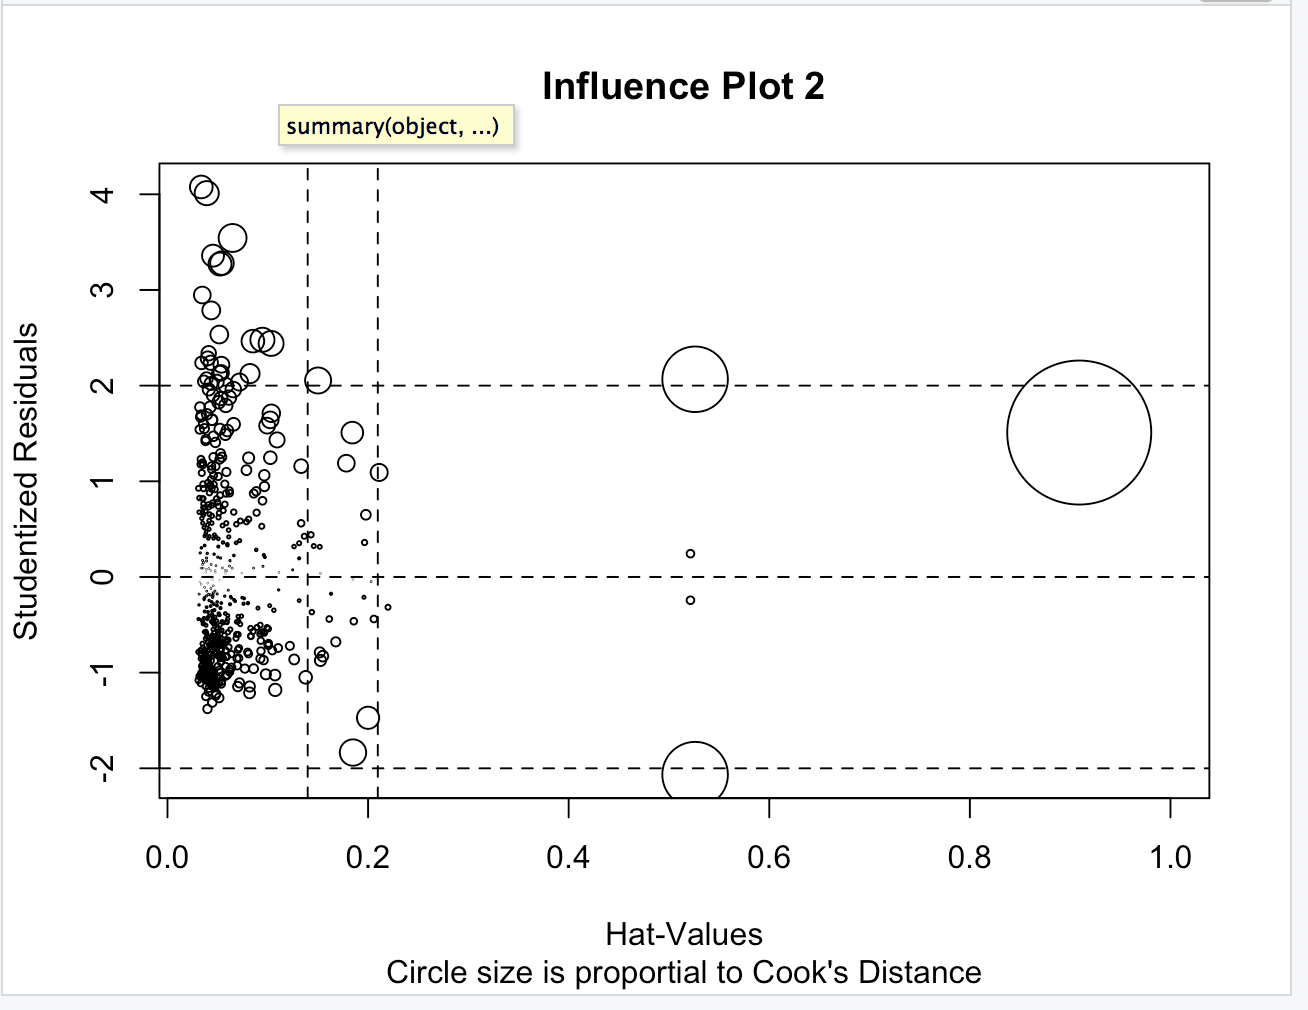 Influence Plot 2
summary(object, ...)
Studentized Residuals
4
3
2
1
0
-1
-2
0.0 0.2 0.4 0.6 0.8 1.0
Hat-Values
Circle size is proportial to Cook's Distance